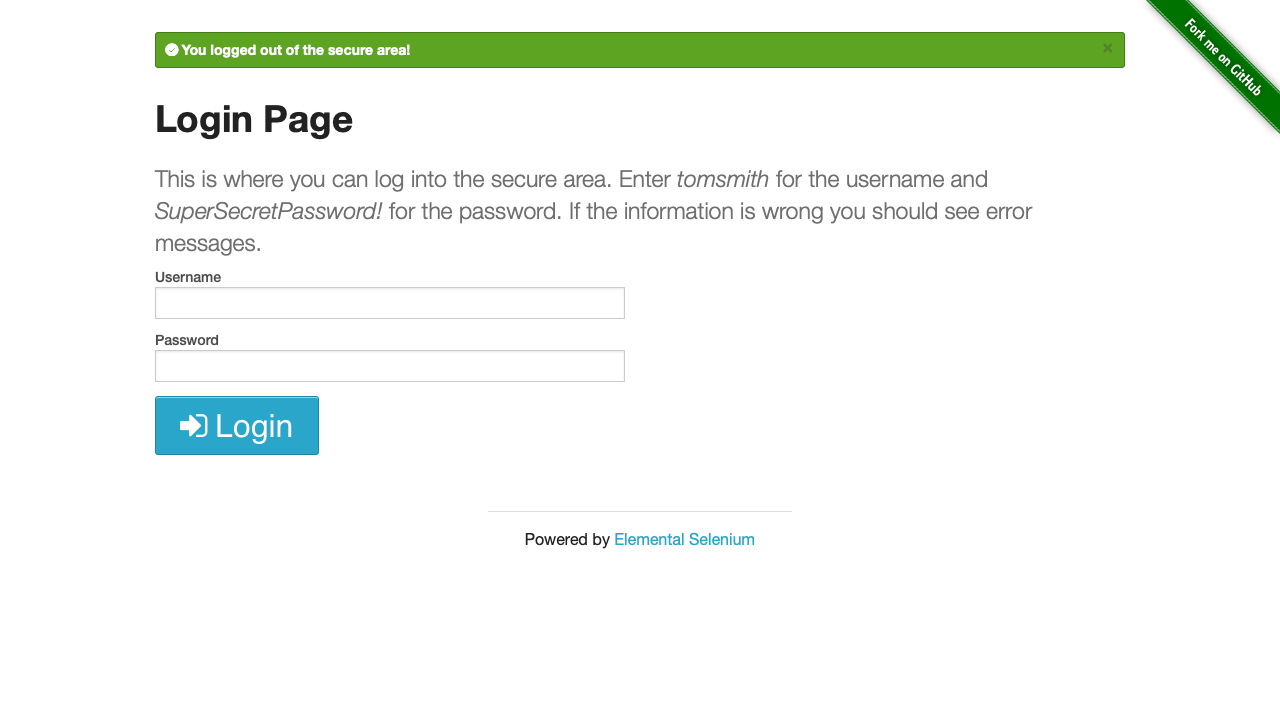 You logged out of the secure area!
×
Fork me on GitHub
Login Page
This is where you can log into the secure area. Enter tomsmith for the username and
SuperSecretPassword! for the password. If the information is wrong you should see error
messages.
Username
Password
Login
Powered by Elemental Selenium